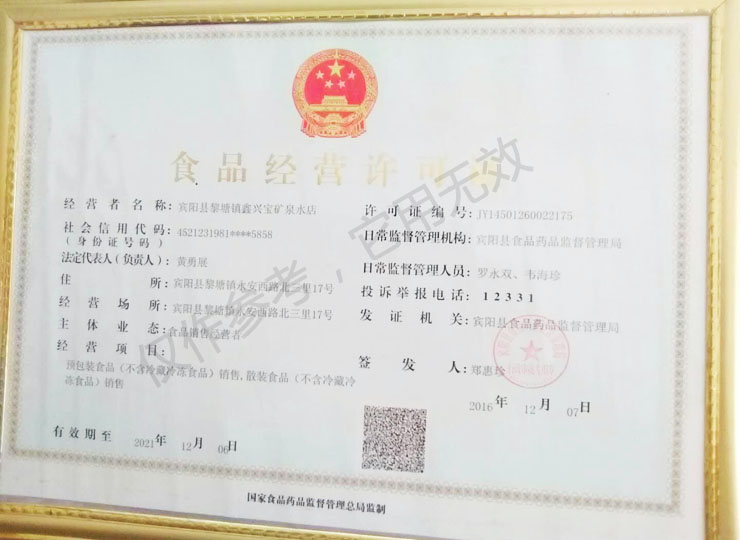 食品经营许可证
经营者名称：宾阳县黎塘镇鑫兴宝矿泉水店
社会信用代码：4521231981****5858
（身份证号码）
法定代表人（负责人）：黄勇展
住所：宾阳县黎塘镇永安西路北三里17号
经营场所：宾阳县黎塘镇永安西路北三里17号
主体业态：食品销售经营者
经营项目：
预包装食品（不含冷藏冷冻食品）销售,散装食品（不含冷藏冷
冻食品）销售
有效期至 2021年 12月 06日
许可证编号：JY14501260022175
日常监督管理机构：宾阳县食品药品监督管理局
日常监督管理人员：罗永双、韦海珍
投诉举报电话：12331
发证机关：宾阳县食品药品监督管理局
签发人：郑惠珍
2016年 12月 07日
国家食品药品监督管理总局监制
仅作参考，它用无效